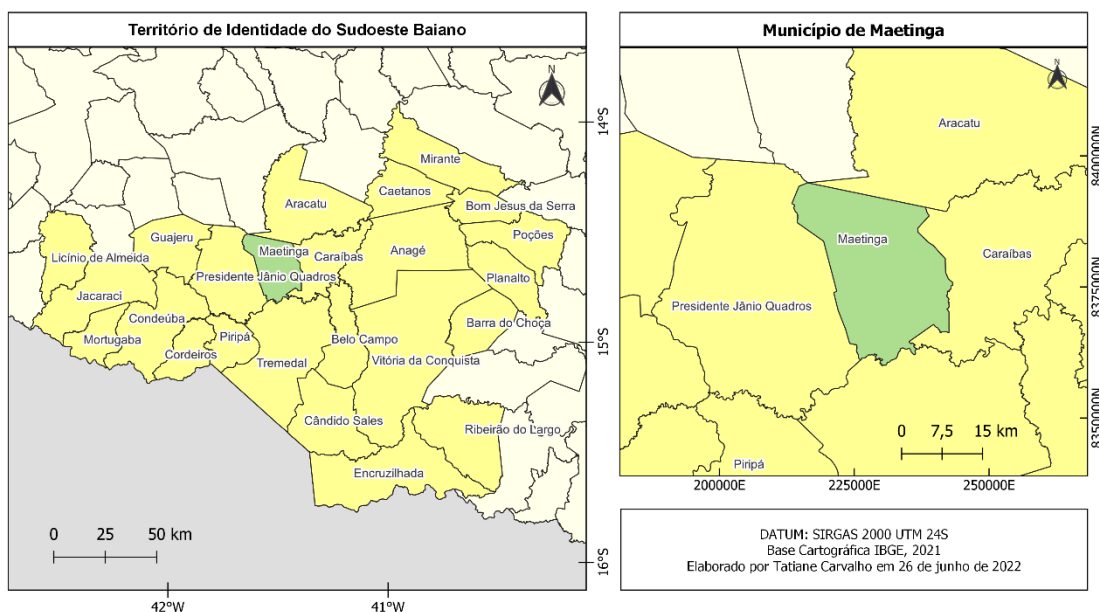 Território de Identidade do Sudoeste Baiano
N
14°S
Mirante
Caetanos
Aracatu
Bom Jesus da Serra
Guajeru
Poções
Maetinga
Anagé
Caraíbas
Licínio de Almeida
Presidente Jânio Quadros
Planalto
Jacaraci
Condeúba
Barra do Choça
Mortugaba
Piripá
Belo Campo
15°S
Cordeiros
Tremedal
Vitória da Conquista
Cândido Sales
Ribeirão do Largo
Encruzilhada
0 25 50 km
16°S
42°W 41°W
Município de Maetinga
N
Aracatu
8400000N
Maetinga
Caraíbas
8375000N
Presidente Jânio Quadros
8350000N
0 7,5 15 km
Piripá
200000E 225000E 250000E
DATUM: SIRGAS 2000 UTM 24S
Base Cartográfica IBGE, 2021
Elaborado por Tatiane Carvalho em 26 de junho de 2022